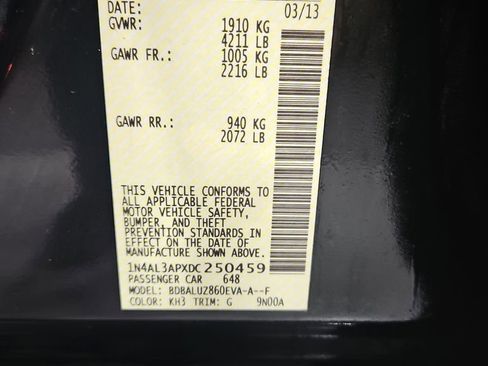 DATE: 03/13
GVWR: 1910 KG
4211 LB
GAWR FR.: 1005 KG
2216 LB
GAWR RR.: 940 KG
2072 LB
THIS VEHICLE CONFORMS TO
ALL APPLICABLE FEDERAL
MOTOR VEHICLE SAFETY,
BUMPER, AND THEFT
PREVENTION STANDARDS IN
EFFECT ON THE DATE OF
MANUFACTURE SHOWN ABOVE.
1N4AL3APXDC250459
PASSENGER CAR 648
MODEL: BDBALUZ860EVA-A--F
COLOR: KH3 TRIM: G 9N00A